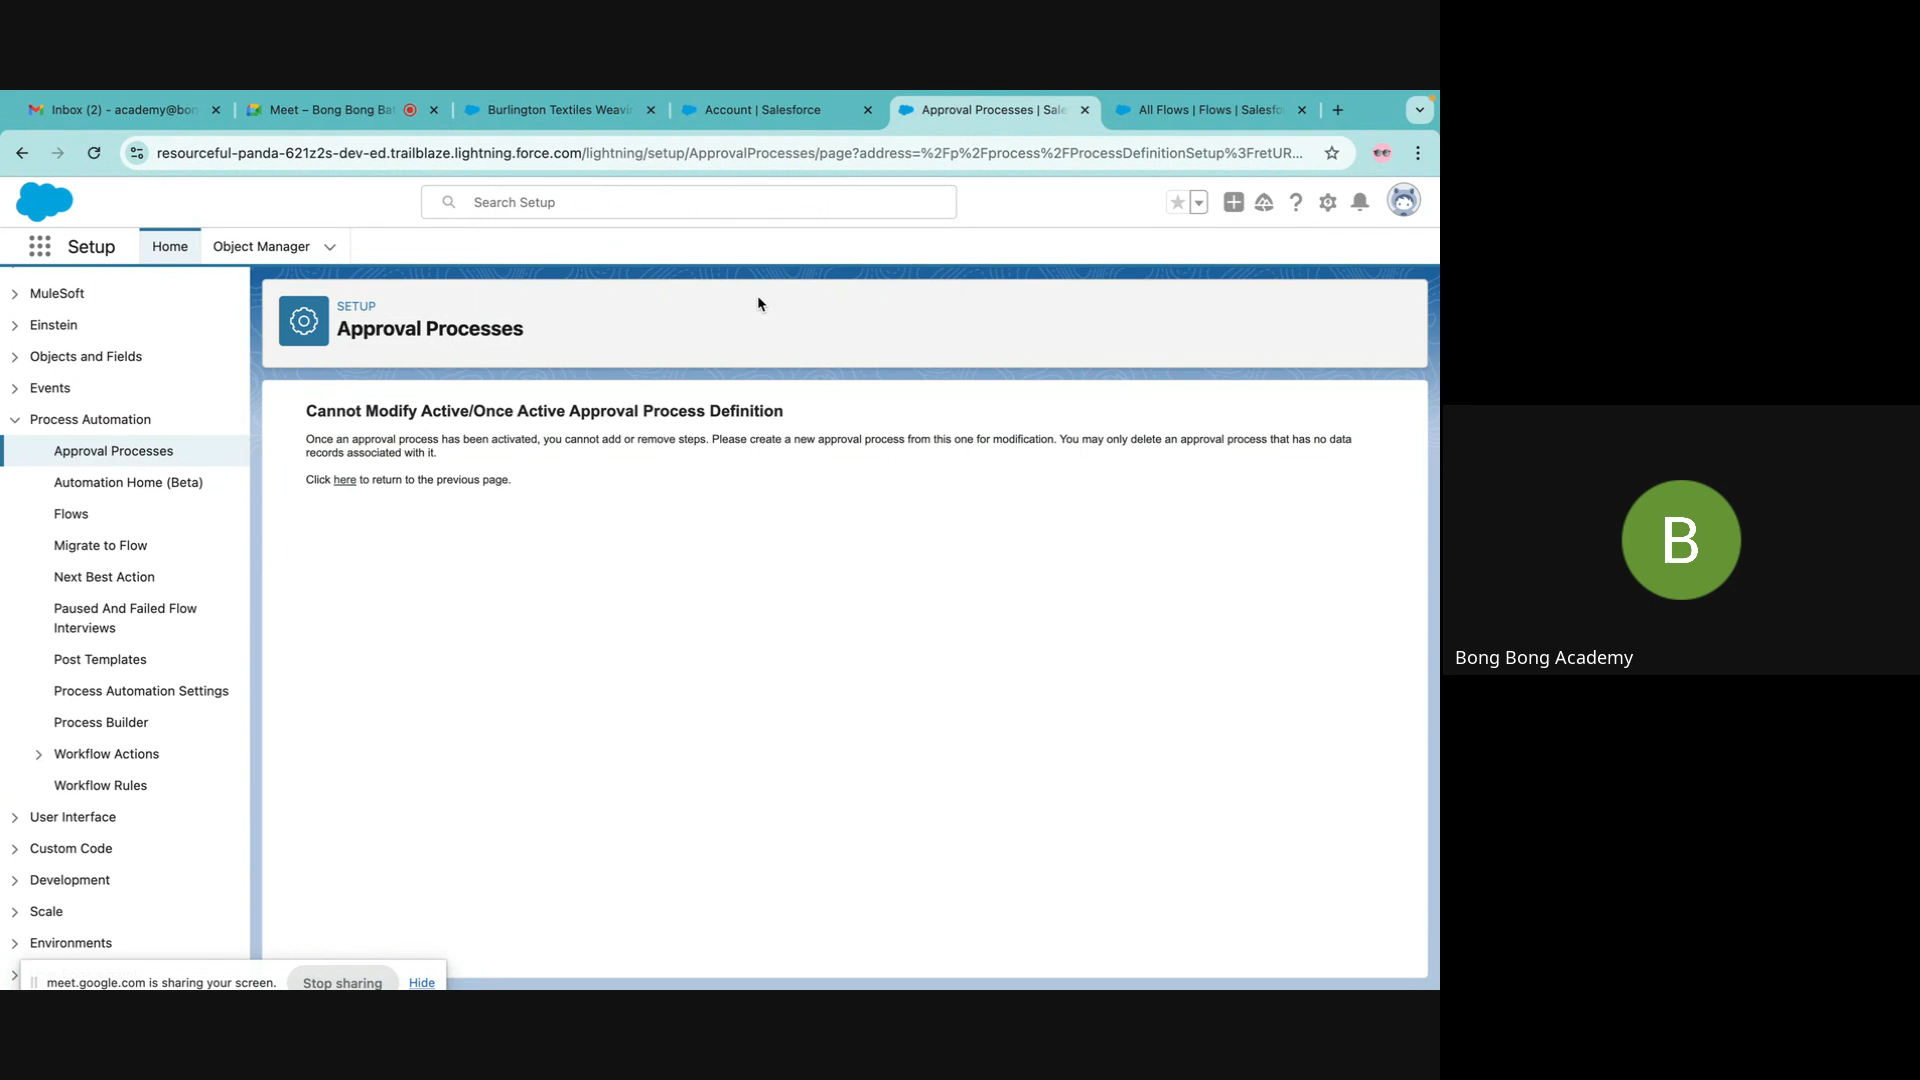 Inbox (2) - academy@bon
Meet – Bong Bong Bat
Burlington Textiles Weavin
Account | Salesforce
Approval Processes | Sale
All Flows | Flows | Salesfo
resourceful-panda-621z2s-dev-ed.trailblaze.lightning.force.com/lightning/setup/ApprovalProcesses/page?address=%2Fp%2Fprocess%2FProcessDefinitionSetup%3FretUR...
Search Setup
Setup
Home
Object Manager
MuleSoft
Einstein
Objects and Fields
Events
Process Automation
Approval Processes
Automation Home (Beta)
Flows
Migrate to Flow
Next Best Action
Paused And Failed Flow
Interviews
Post Templates
Process Automation Settings
Process Builder
Workflow Actions
Workflow Rules
User Interface
Custom Code
Development
Scale
Environments
SETUP
Approval Processes
Cannot Modify Active/Once Active Approval Process Definition
Once an approval process has been activated, you cannot add or remove steps. Please create a new approval process from this one for modification. You may only delete an approval process that has no data
records associated with it.
Click here to return to the previous page.
meet.google.com is sharing your screen.
Stop sharing
Hide
B
Bong Bong Academy